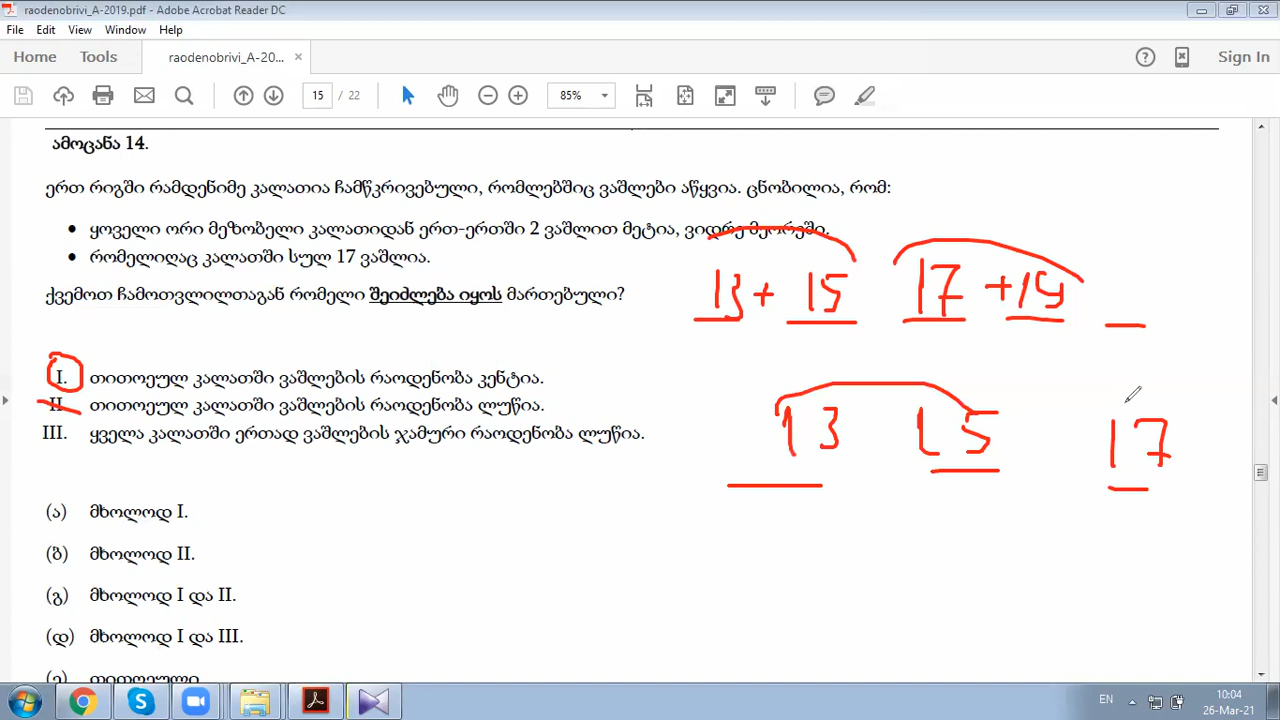 raodenobrivi_A-2019.pdf - Adobe Acrobat Reader DC
File Edit View Window Help
Home Tools raodenobrivi_A-20... × Sign In
15 / 22 85%
ამოცანა 14.
ერთ რიგში რამდენიმე კალათია ჩამწკრივებული, რომლებშიც ვაშლები აწყვია. ცნობილია, რომ:
• ყოველი ორი მეზობელი კალათიდან ერთ-ერთში 2 ვაშლით მეტია, ვიდრე მეორეში.
• რომელიღაც კალათში სულ 17 ვაშლია.
13 + 15 17 + 19
ქვემოთ ჩამოთვლილთაგან რომელი შეიძლება იყოს მართებული?
I. თითოეულ კალათში ვაშლების რაოდენობა კენტია.
II. თითოეულ კალათში ვაშლების რაოდენობა ლუწია.
III. ყველა კალათში ერთად ვაშლების ჯამური რაოდენობა ლუწია.
13 15 17
(ა) მხოლოდ I.
(ბ) მხოლოდ II.
(გ) მხოლოდ I და II.
(დ) მხოლოდ I და III.
(ე) თითოეული
EN 10:04
26-Mar-21